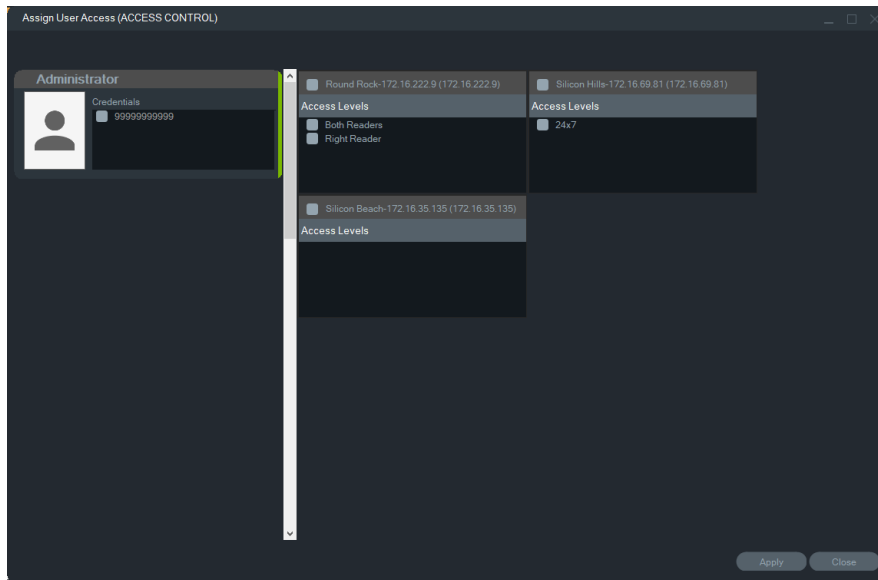 Assign User Access (ACCESS CONTROL)
Administrator
Credentials
99999999999
Round Rock-172.16.222.9 (172.16.222.9)
Access Levels
Both Readers
Right Reader
Silicon Hills-172.16.69.81 (172.16.69.81)
Access Levels
24x7
Silicon Beach-172.16.35.135 (172.16.35.135)
Access Levels
Apply
Close